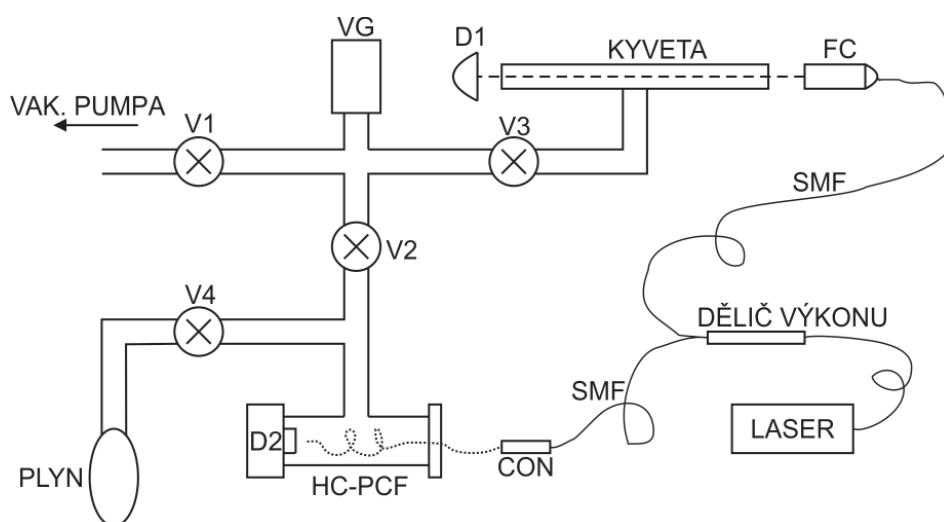 VG
D1
KYVETA
FC
VAK. PUMPA
V1
V3
SMF
V2
V4
DĚLIČ VÝKONU
SMF
LASER
D2
CON
PLYN
HC-PCF